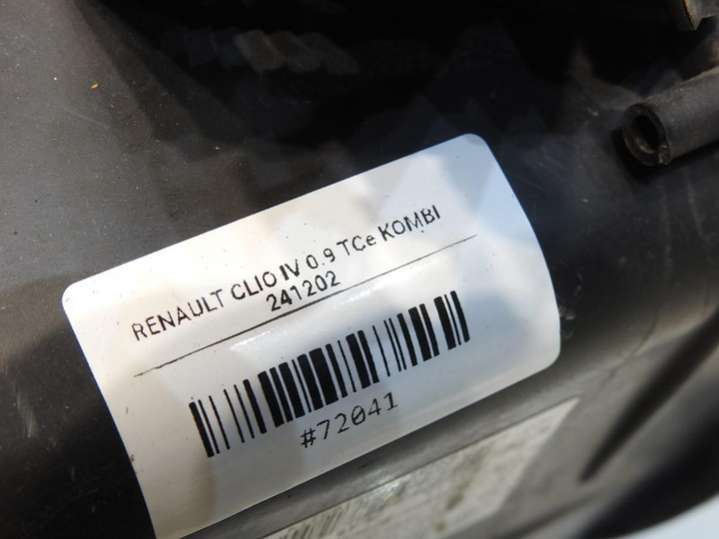 RENAULT CLIO IV 0.9 TCe KOMBI
241202
#72041